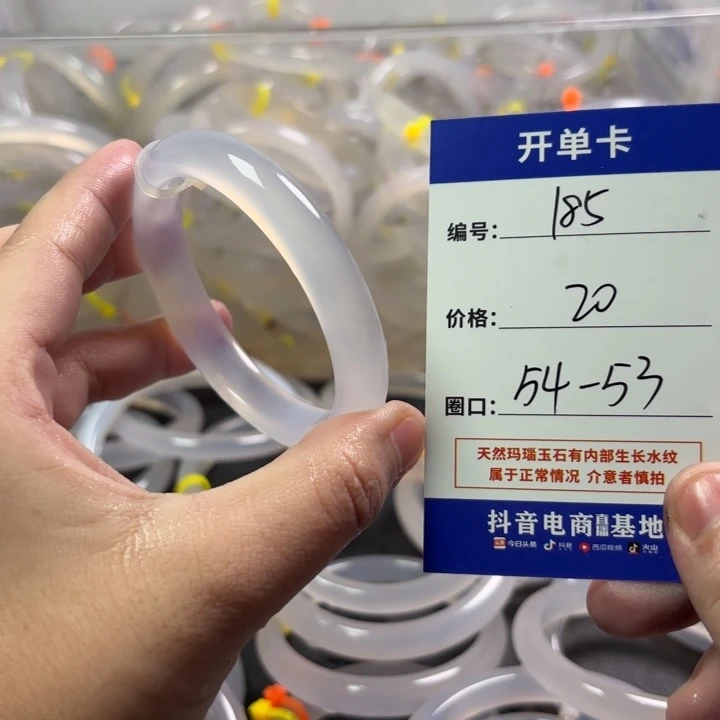 开单卡
编号: 185
价格: 20
圈口: 54-53
天然玛瑙玉石有内部生长水纹
属于正常情况 介意者慎拍
抖音电商直播基地
今日头条 抖音 西瓜视频 火山